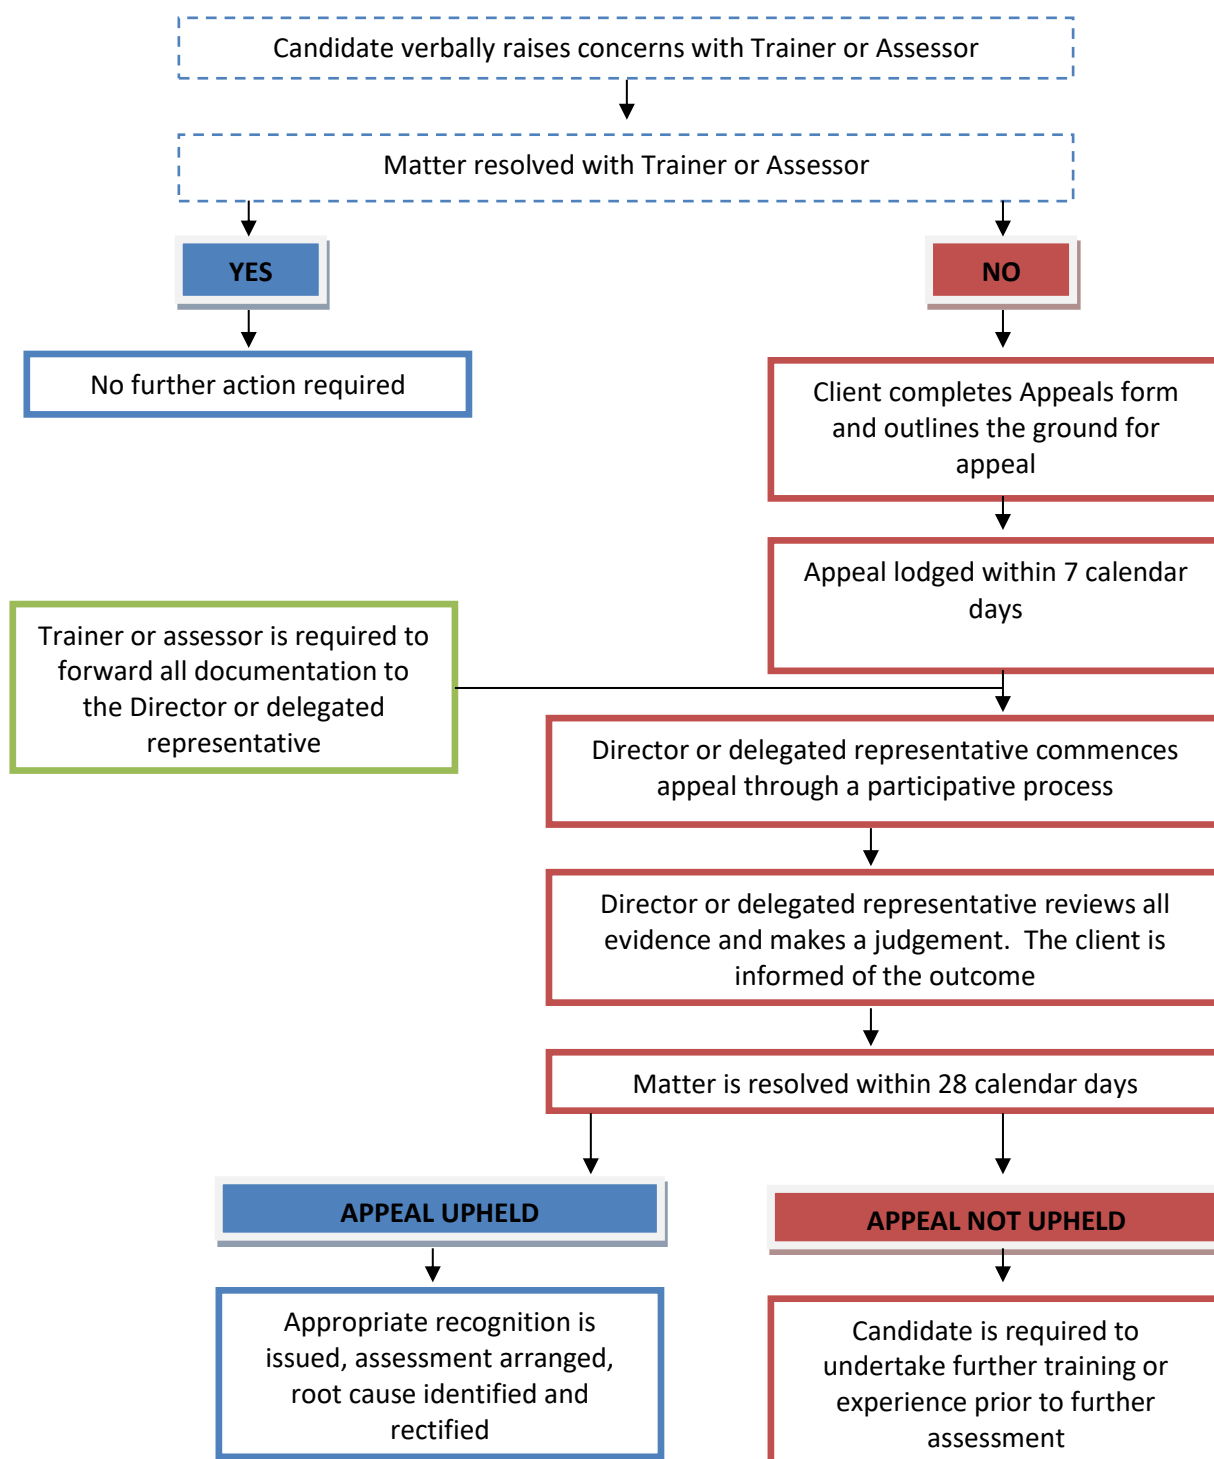 Candidate verbally raises concerns with Trainer or Assessor
Matter resolved with Trainer or Assessor
YES
NO
No further action required
Client completes Appeals form
and outlines the ground for
appeal
Appeal lodged within 7 calendar
days
Trainer or assessor is required to
forward all documentation to
the Director or delegated
representative
Director or delegated representative commences
appeal through a participative process
Director or delegated representative reviews all
evidence and makes a judgement.  The client is
informed of the outcome
Matter is resolved within 28 calendar days
APPEAL UPHELD
APPEAL NOT UPHELD
Appropriate recognition is
issued, assessment arranged,
root cause identified and
rectified
Candidate is required to
undertake further training or
experience prior to further
assessment